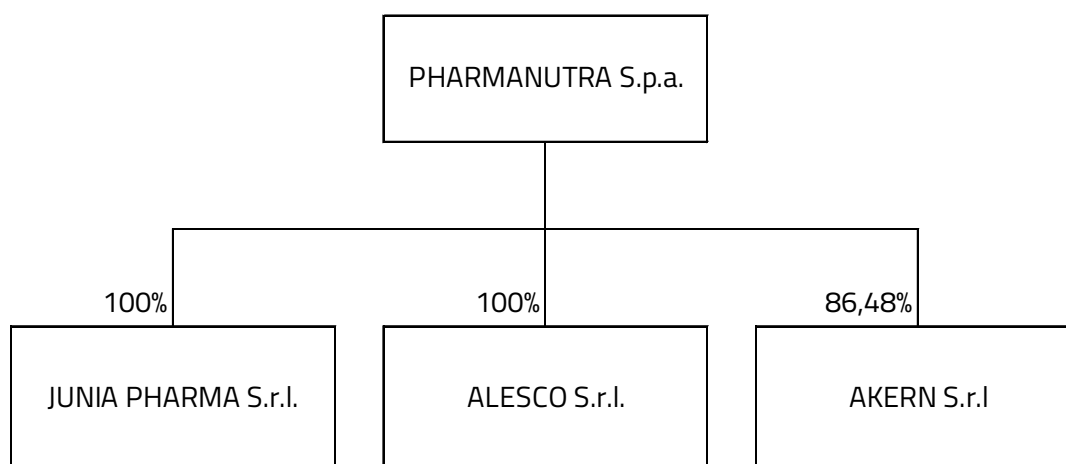 PHARMANUTRA S.p.a.
100%
100%
86,48%
JUNIA PHARMA S.r.l.
ALESCO S.r.l.
AKERN S.r.l